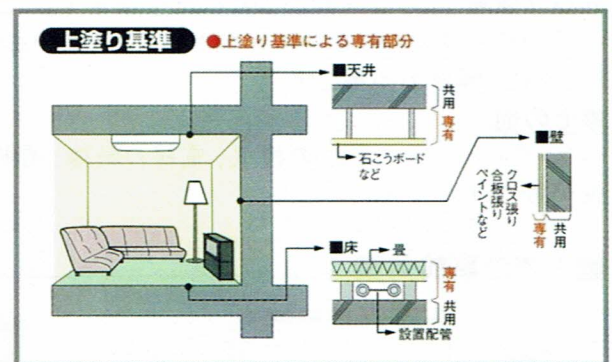 上塗り基準 ●上塗り基準による専有部分
■天井
共用
専有
石こうボード
など
■壁
クロス張り
合板張り
ペイントなど
専有
共用
■床
畳
専有
共用
設置配管